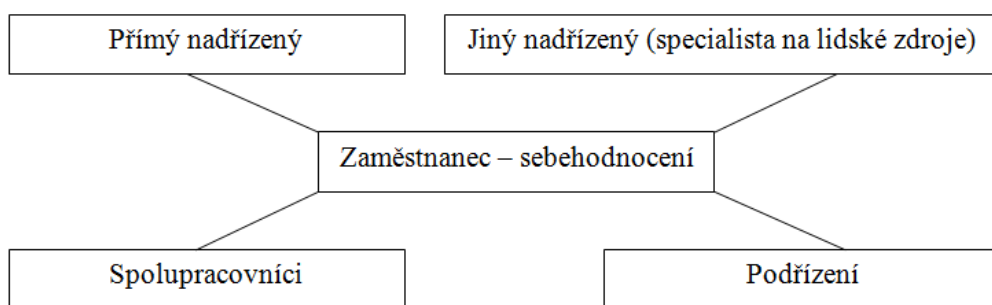 Přímý nadřízený
Jiný nadřízený (specialista na lidské zdroje)
Zaměstnanec – sebehodnocení
Spolupracovníci
Podřízení